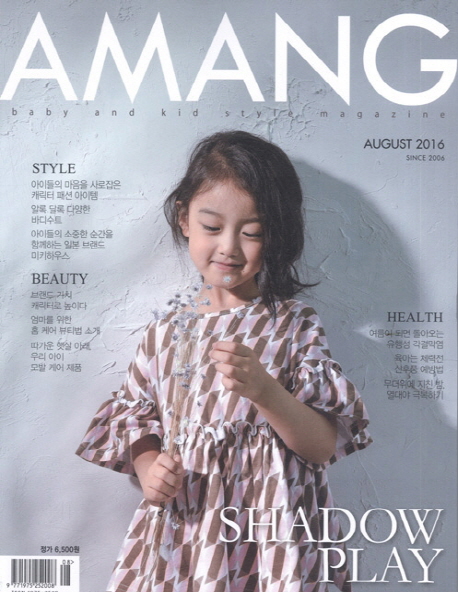 AMANG
baby and kid style magazine
AUGUST 2016
SINCE 2006
STYLE
아이들의 마음을 사로잡은
캐릭터 패션 아이템
알록 달록 다양한
바디수트
아이들의 소중한 순간을
함께하는 일본 브랜드
미키하우스
BEAUTY
브랜드 가치
캐릭터로 높이다
엄마를 위한
홈 케어 뷰티법 소개
따가운 햇살 아래,
우리 아이
모발 케어 제품
HEALTH
여름이 되면 돌아오는
유행성 각결막염
육아는 체력전
산후풍 예방법
무더위에 지친 밤,
열대야 극복하기
SHADOW
PLAY
정가 6,500원
08
9 771975 252008